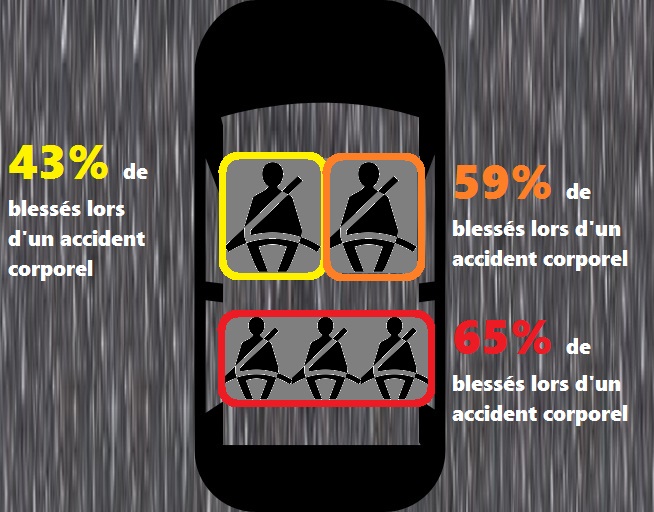 43% de
blessés lors
d'un accident
corporel
59% de
blessés lors d'un
accident corporel
65% de
blessés lors d'un
accident corporel